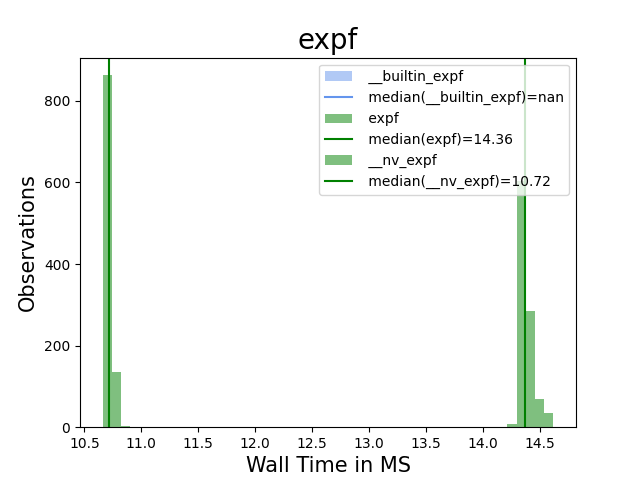 expf
__builtin_expf
median(__builtin_expf)=nan
expf
median(expf)=14.36
__nv_expf
median(__nv_expf)=10.72
Observations
800
600
400
200
0
10.5 11.0 11.5 12.0 12.5 13.0 13.5 14.0 14.5
Wall Time in MS